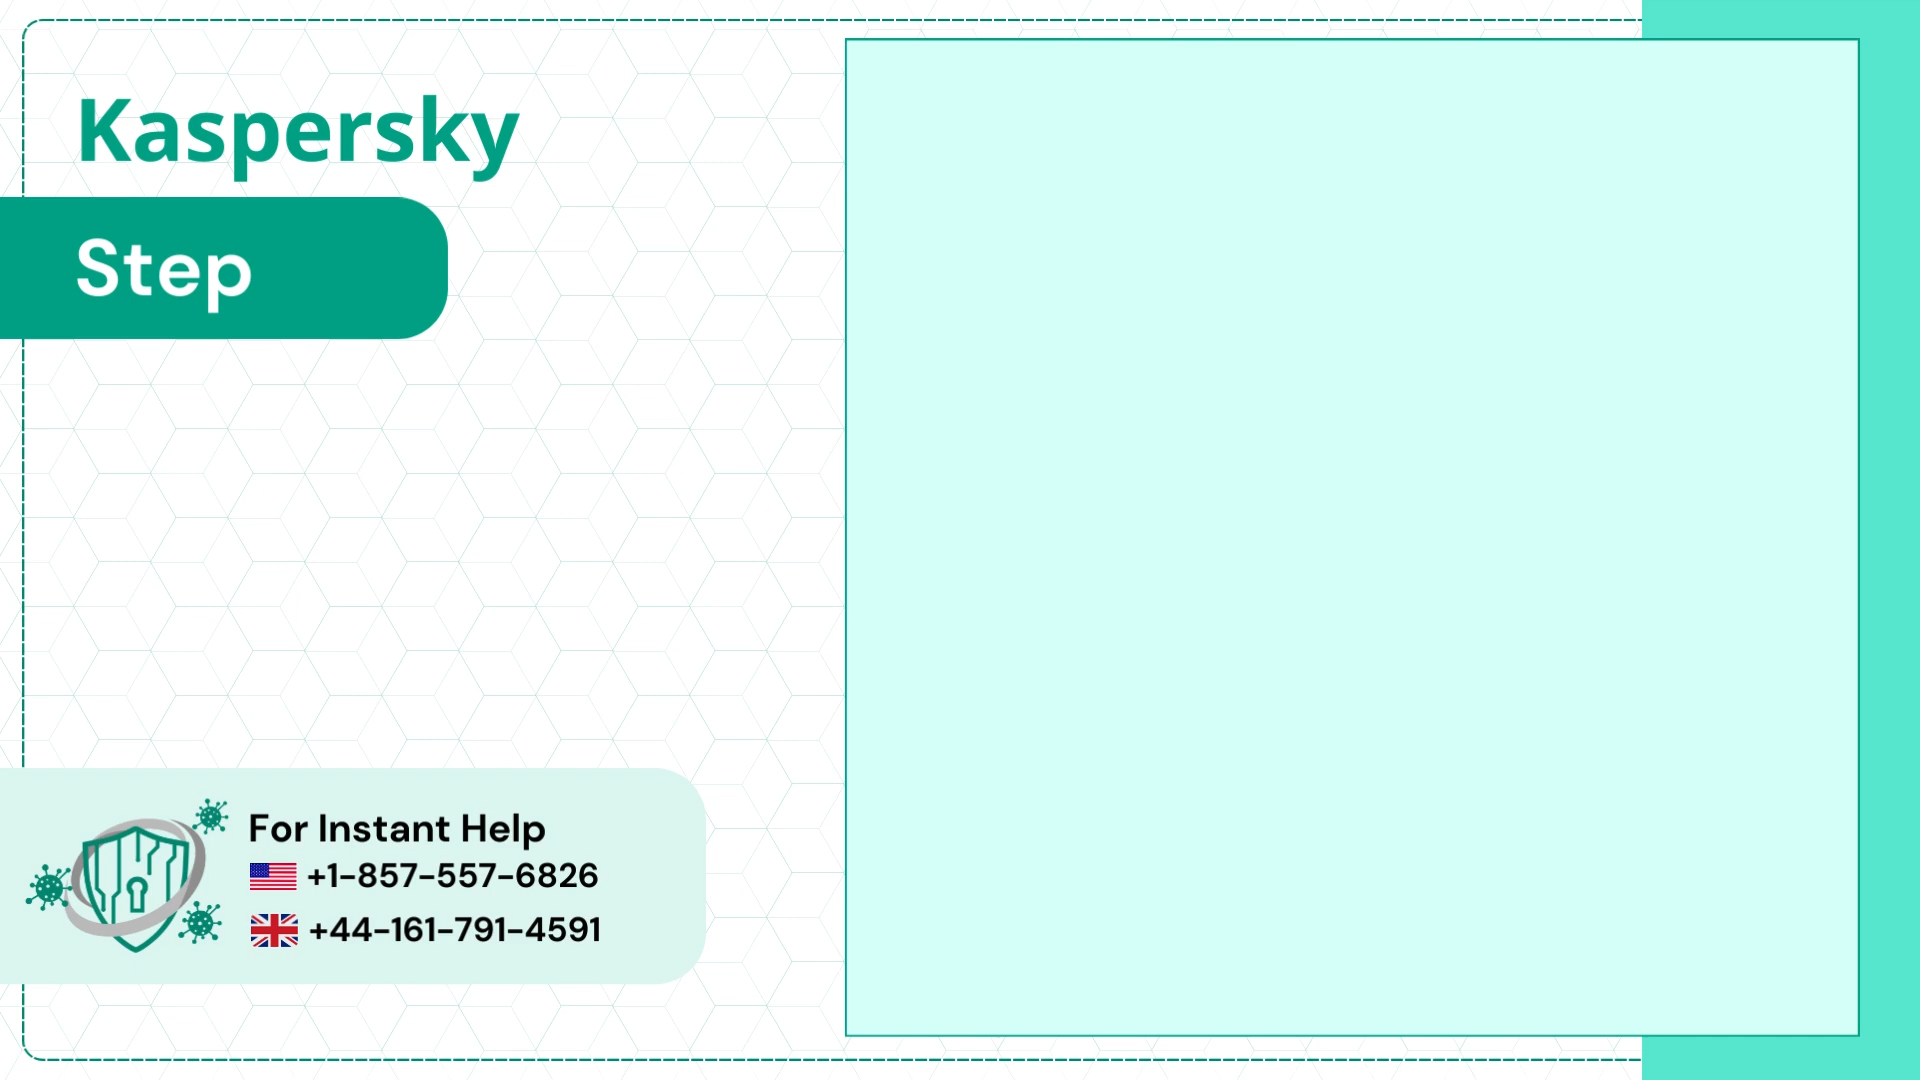 Kaspersky
Step
For Instant Help
+1-857-557-6826
+44-161-791-4591